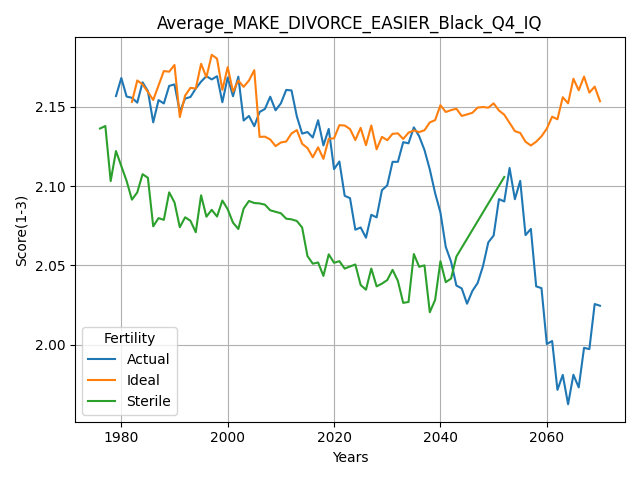 Average_MAKE_DIVORCE_EASIER_Black_Q4_IQ
Score(1-3)
2.15
2.10
2.05
2.00
Fertility
Actual
Ideal
Sterile
1980
2000
2020
2040
2060
Years